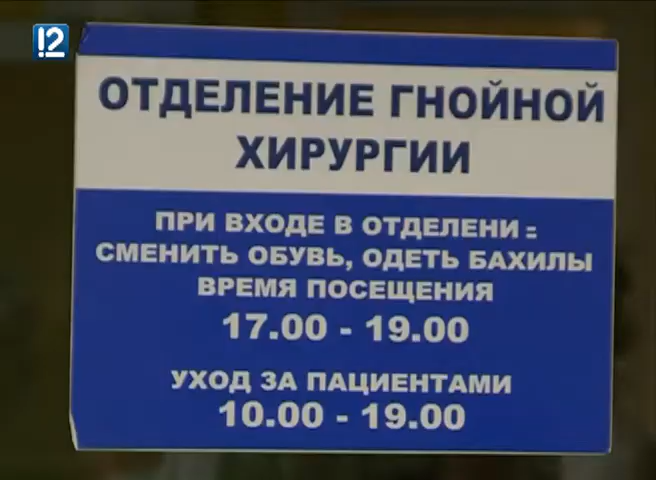 12
ОТДЕЛЕНИЕ ГНОЙНОЙ
ХИРУРГИИ
ПРИ ВХОДЕ В ОТДЕЛЕНИ :
СМЕНИТЬ ОБУВЬ, ОДЕТЬ БАХИЛЫ
ВРЕМЯ ПОСЕЩЕНИЯ
17.00 - 19.00
УХОД ЗА ПАЦИЕНТАМИ
10.00 - 19.00